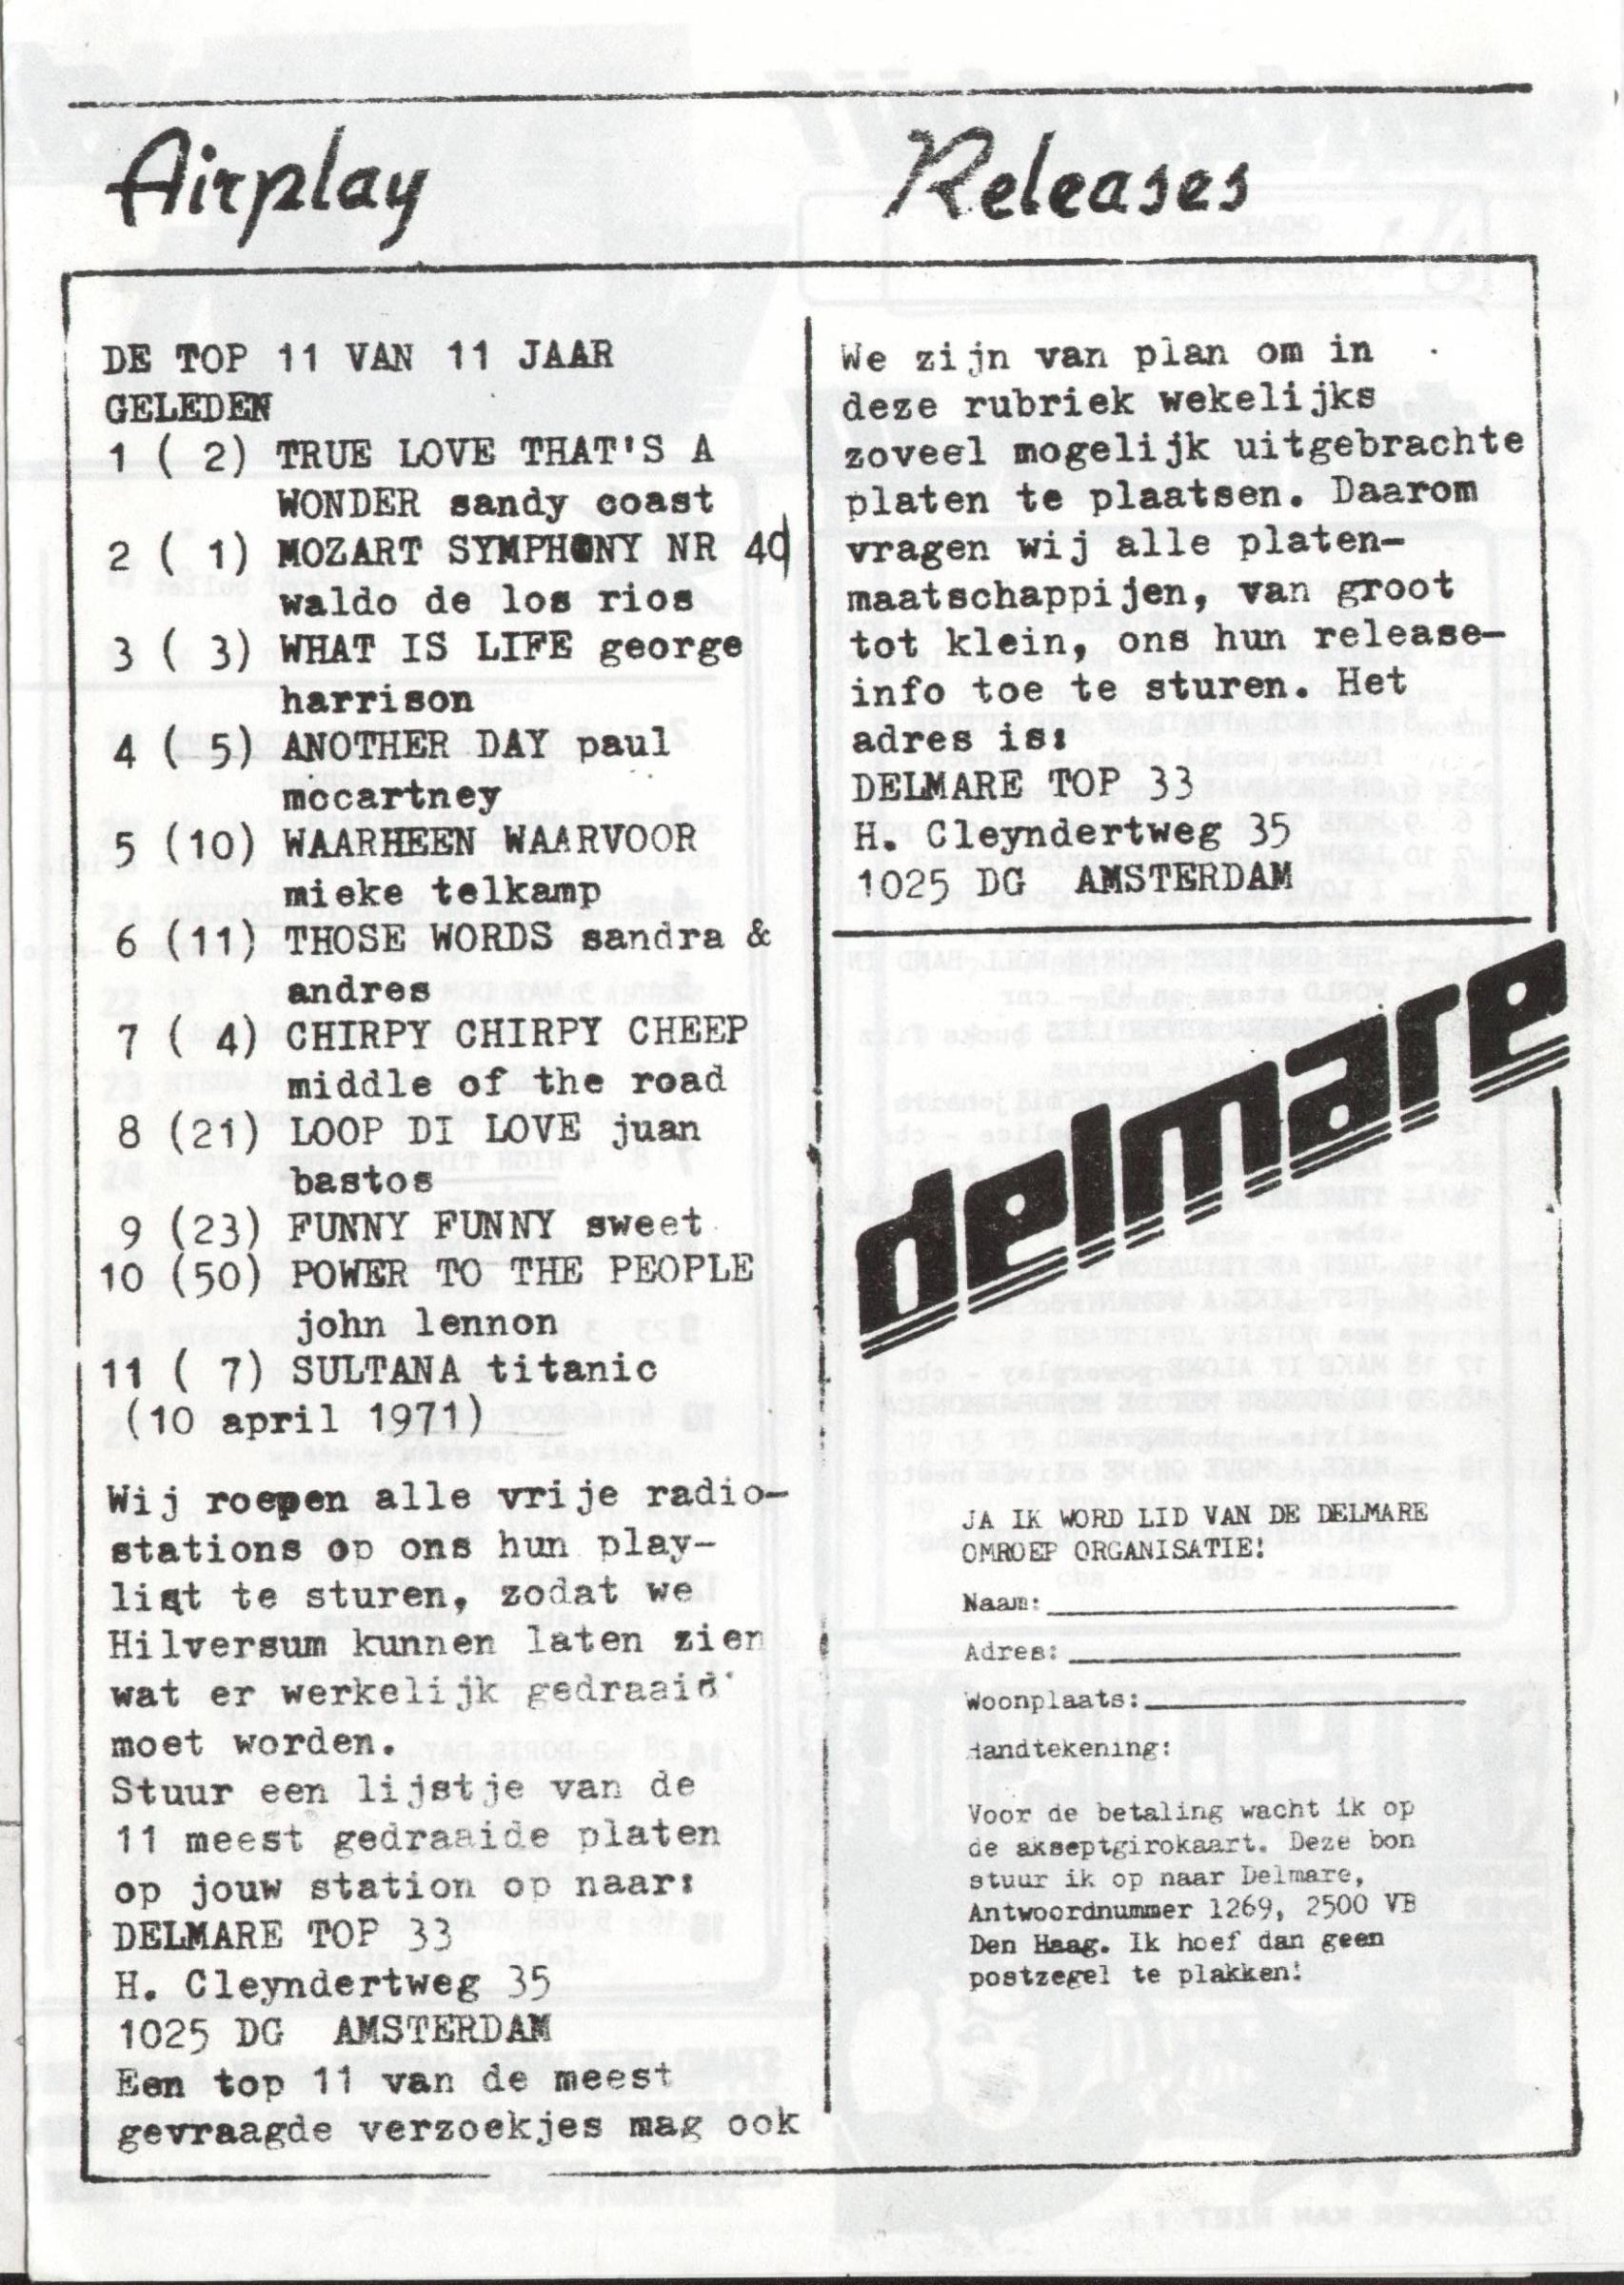 Airplay
DE TOP 11 VAN 11 JAAR
GELEDEN
1 ( 2) TRUE LOVE THAT'S A
WONDER sandy coast
2 ( 1) MOZART SYMPHONY NR 40
waldo de los rios
3 ( 3) WHAT IS LIFE george
harrison
4 ( 5) ANOTHER DAY paul
mccartney
5 (10) WAARHEEN WAARVOOR
mieke telkamp
6 (11) THOSE WORDS sandra &
andres
7 ( 4) CHIRPY CHIRPY CHEEP
middle of the road
8 (21) LOOP DI LOVE juan
bastos
9 (23) FUNNY FUNNY sweet
10 (50) POWER TO THE PEOPLE
john lennon
11 ( 7) SULTANA titanic
(10 april 1971)
Wij roepen alle vrije radio-
stations op ons hun play-
list te sturen, zodat we
Hilversum kunnen laten zien
wat er werkelijk gedraaid
moet worden.
Stuur een lijstje van de
11 meest gedraaide platen
op jouw station op naar:
DELMARE TOP 33
H. Cleyndertweg 35
1025 DG AMSTERDAM
Een top 11 van de meest
gevraagde verzoekjes mag ook
Releases
We zijn van plan om in
deze rubriek wekelijks
zoveel mogelijk uitgebrachte
platen te plaatsen. Daarom
vragen wij alle platen-
maatschappijen, van groot
tot klein, ons hun release-
info toe te sturen. Het
adres is:
DELMARE TOP 33
H. Cleyndertweg 35
1025 DG AMSTERDAM
delmare
JA IK WORD LID VAN DE DELMARE
OMROEP ORGANISATIE!
Naam:
Adres:
Woonplaats:
Handtekening:
Voor de betaling wacht ik op
de akseptgirokaart. Deze bon
stuur ik op naar Delmare,
Antwoordnummer 1269, 2500 VB
Den Haag. Ik hoef dan geen
postzegel te plakken!